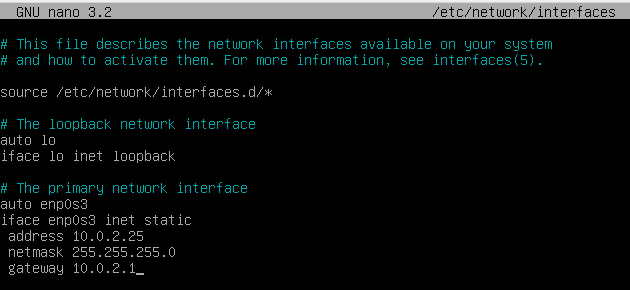 GNU nano 3.2 /etc/network/interfaces
# This file describes the network interfaces available on your system
# and how to activate them. For more information, see interfaces(5).
source /etc/network/interfaces.d/*
# The loopback network interface
auto lo
iface lo inet loopback
# The primary network interface
auto enp0s3
iface enp0s3 inet static
address 10.0.2.25
netmask 255.255.255.0
gateway 10.0.2.1